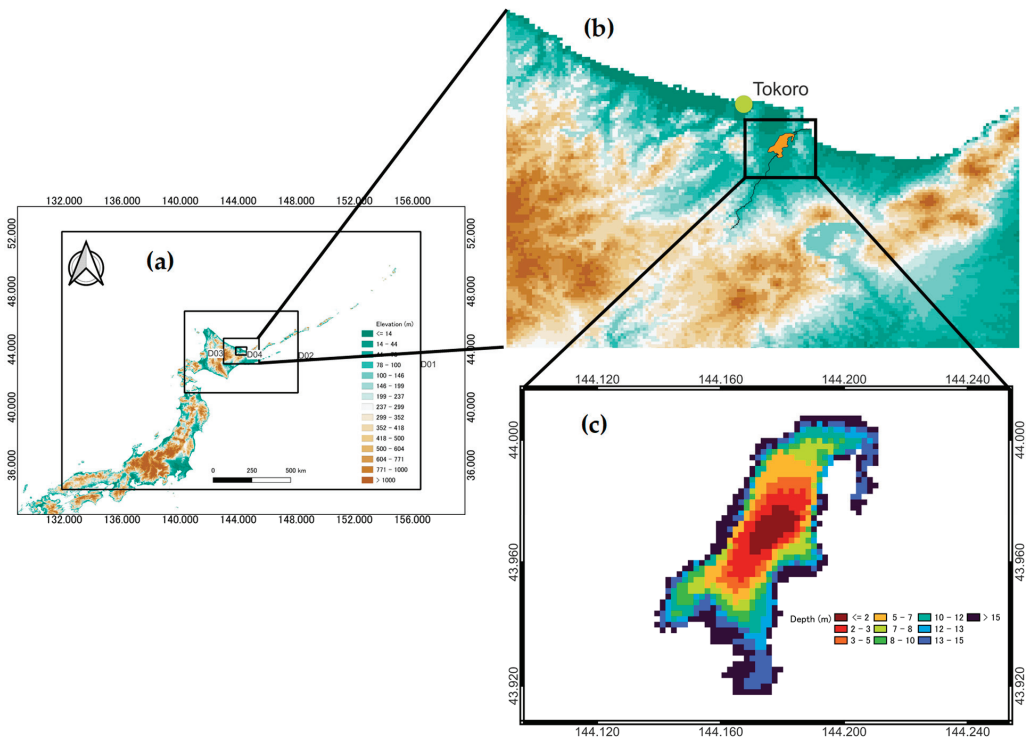 (b)
Tokoro
132.000 136.000 140.000 144.000 148.000 152.000 156.000
52.000
48.000
44.000
40.000
36.000
(a)
D03
D04
D02
D01
Elevation (m)
<= 14
14 - 44
78 - 100
100 - 146
146 - 199
199 - 237
237 - 299
299 - 352
352 - 418
418 - 500
500 - 604
604 - 771
771 - 1000
> 1000
0 250 500 km
52.000
48.000
44.000
40.000
36.000
132.000 136.000 140.000 144.000 148.000 152.000 156.000
144.120 144.160 144.200 144.240
(c)
44.000
43.960
43.920
44.000
43.960
43.920
Depth (m)
<= 2
2 - 3
3 - 5
5 - 7
7 - 8
8 - 10
10 - 12
12 - 13
13 - 15
> 15
144.120 144.160 144.200 144.240